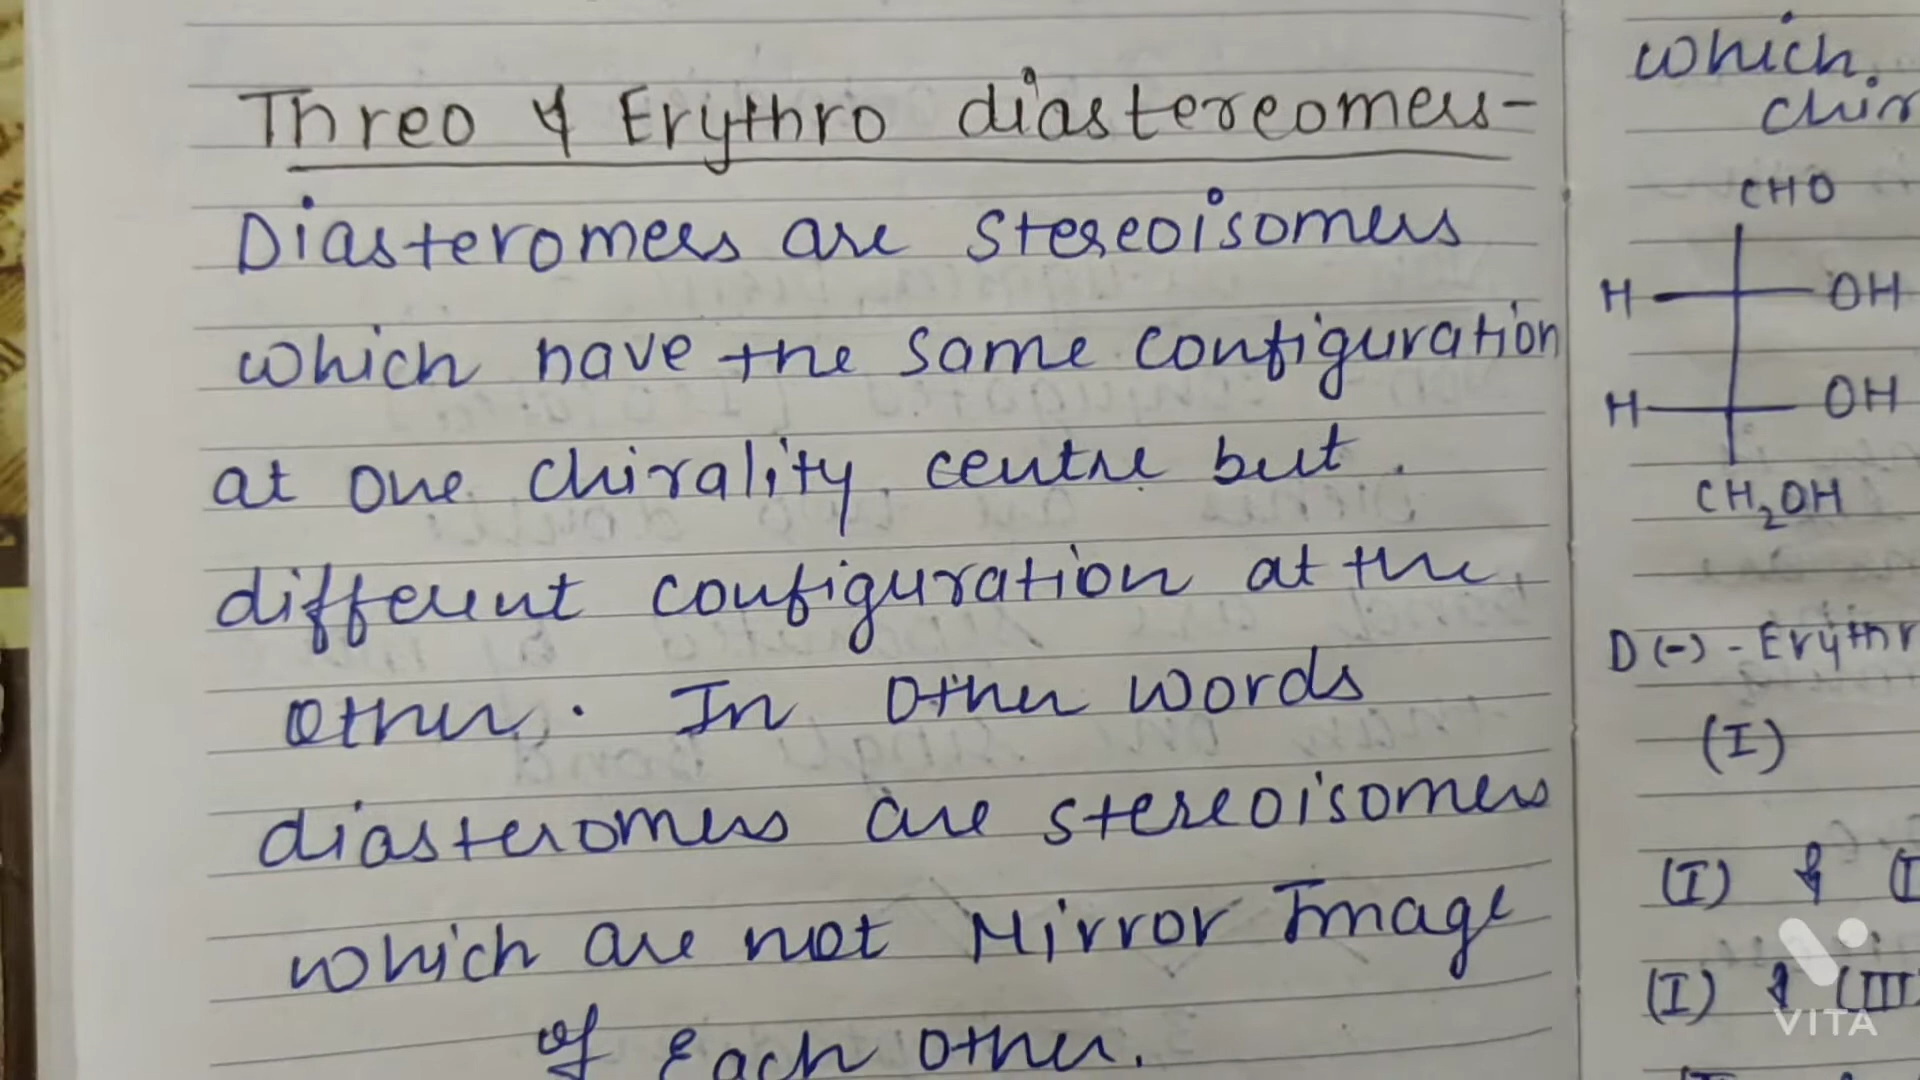 Threo & Erythro diastereomers-
Diasteromers are stereoisomers
which have the same configuration
at one chirality centre but
different configuration at the
other. In other words
diasteromers are stereoisomers
which are not Mirror Image
of Each other.
which
chir
CHO
H OH
H OH
CH₂OH
D(-)-Erythr
(I)
(I) &
(I) & (III)
VITA